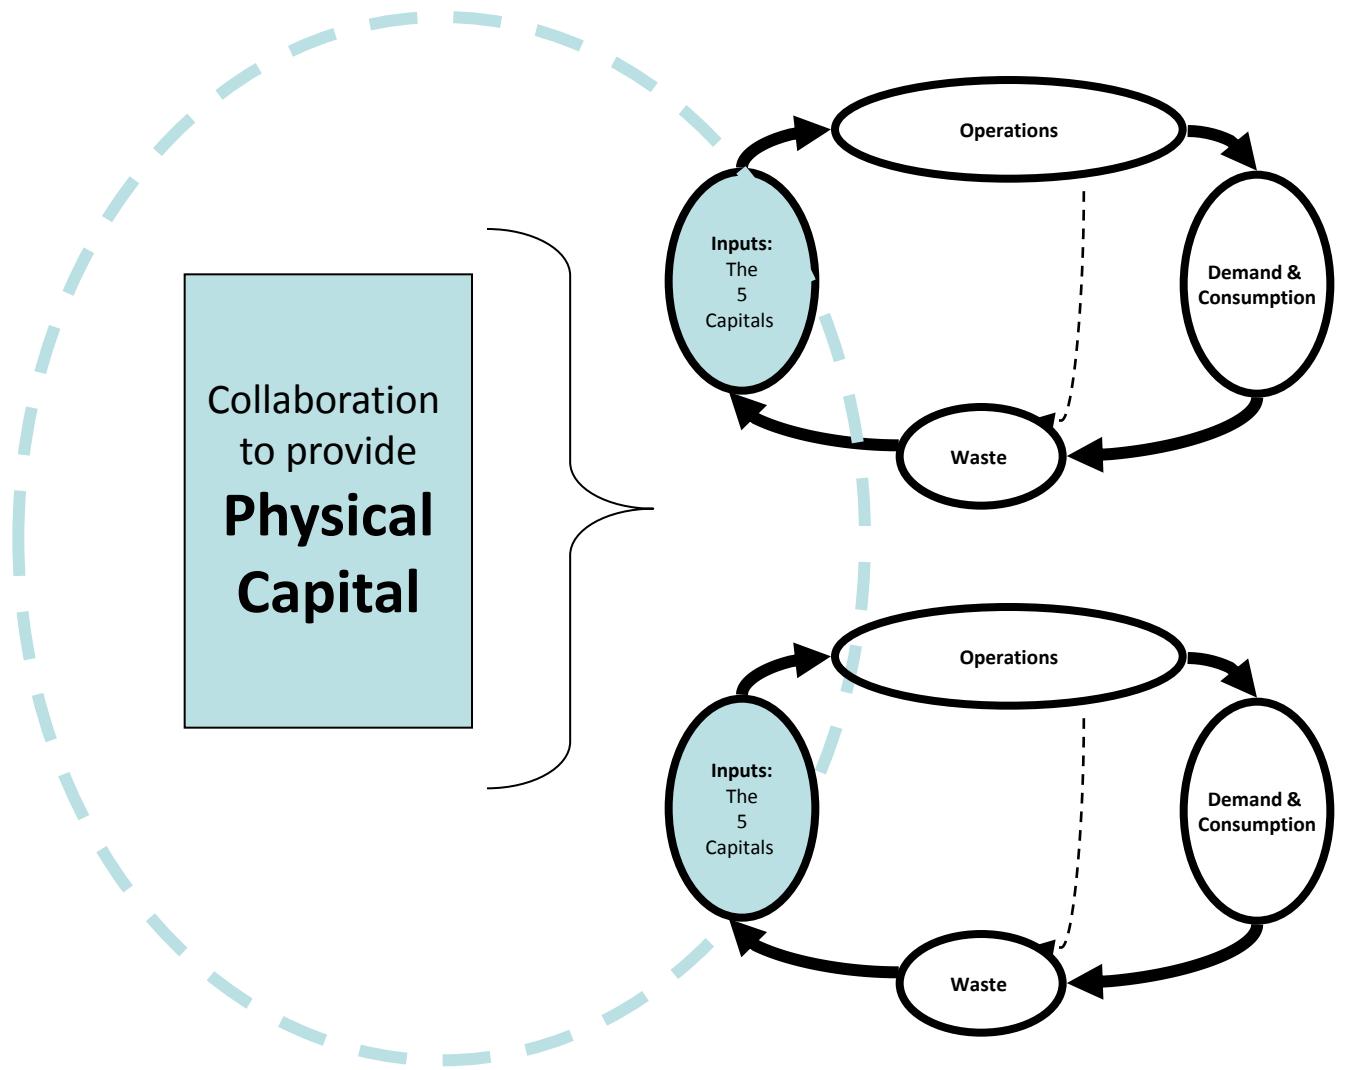 Collaboration
to provide
Physical
Capital
Operations
Inputs:
The
5
Capitals
Demand &
Consumption
Waste
Operations
Inputs:
The
5
Capitals
Demand &
Consumption
Waste